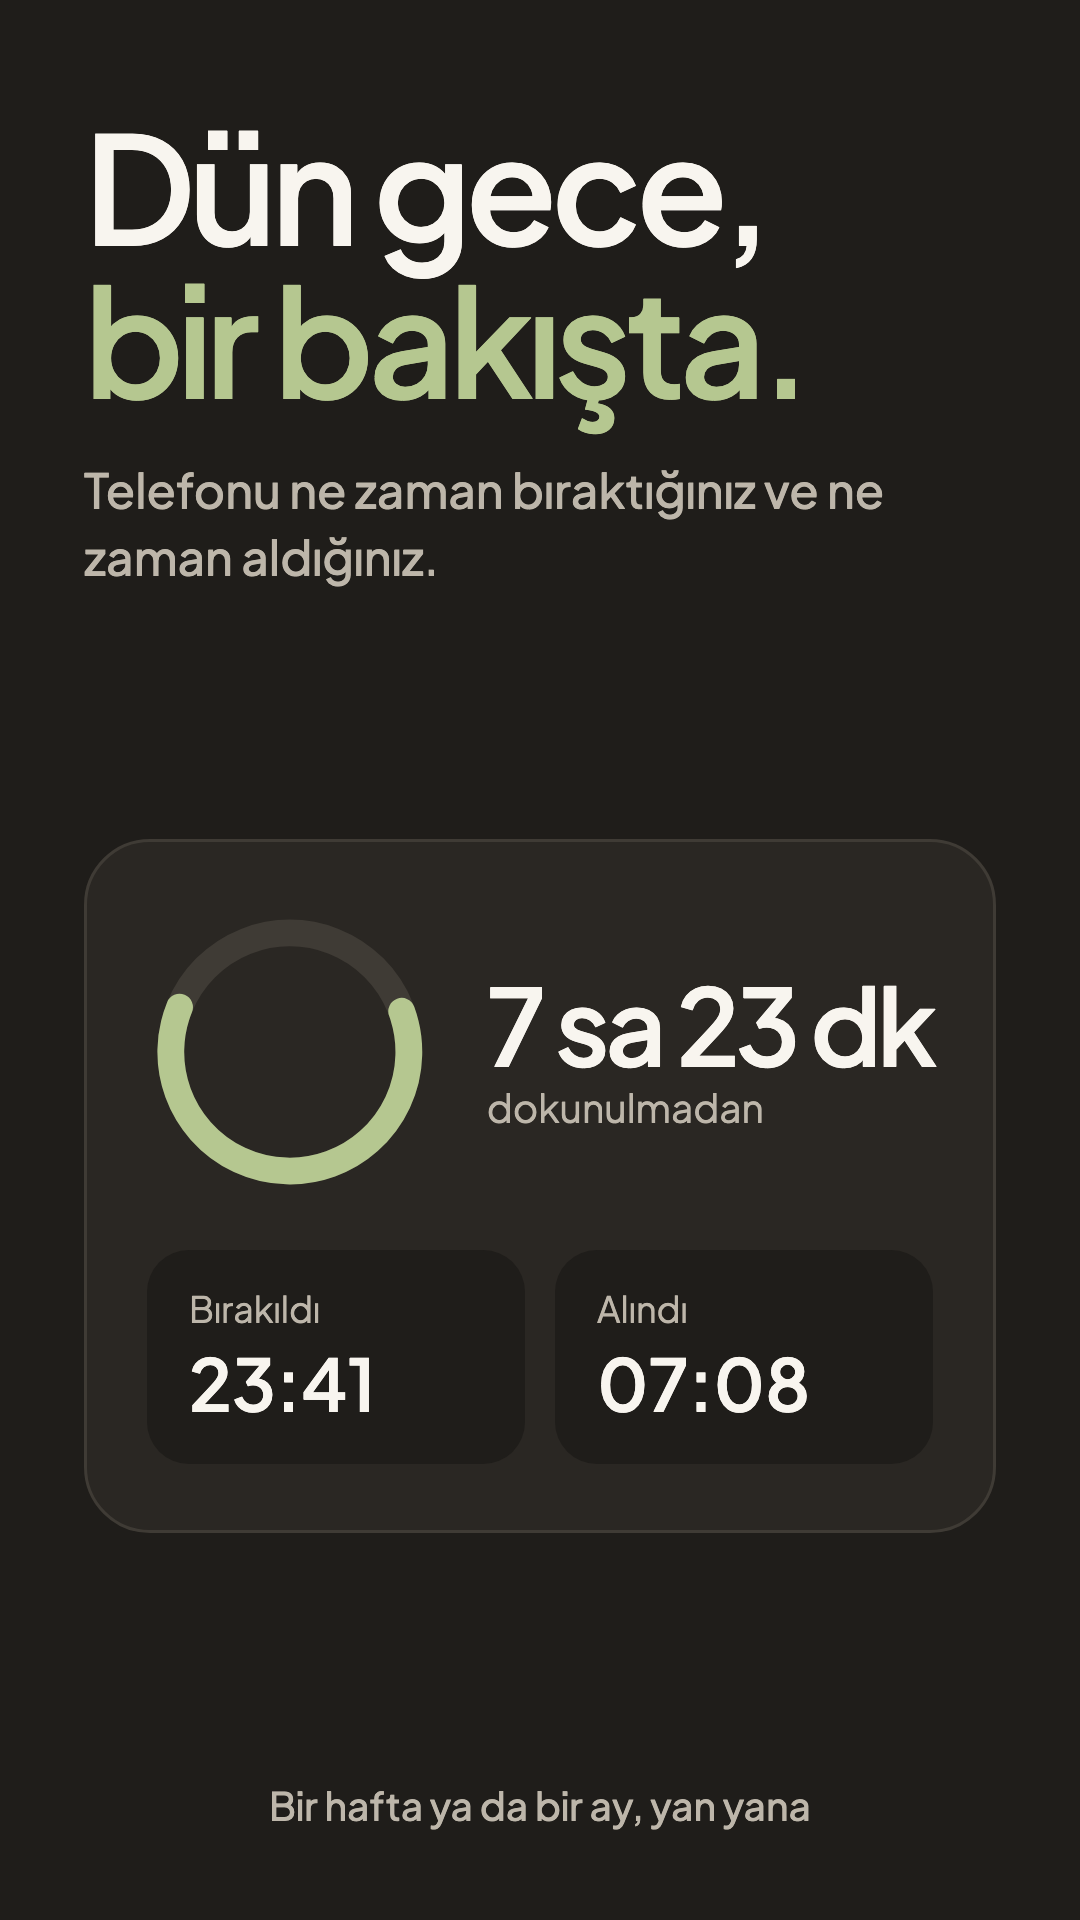 Dün gece,
bir bakışta.
Telefonu ne zaman bıraktığınız ve ne
zaman aldığınız.
7 sa 23 dk
dokunulmadan
Bırakıldı
23:41
Alındı
07:08
Bir hafta ya da bir ay, yan yana